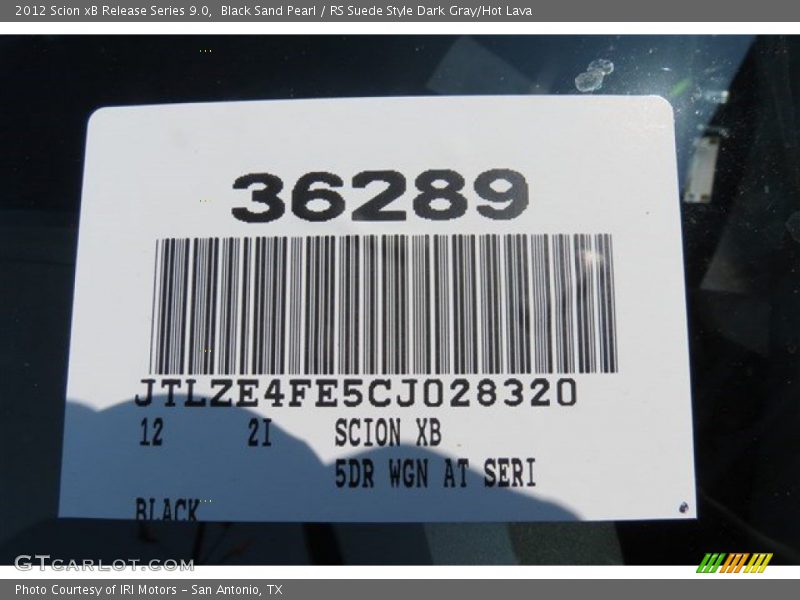 2012 Scion xB Release Series 9.0,  Black Sand Pearl / RS Suede Style Dark Gray/Hot Lava
36289
JTLZE4FE5CJ028320
12 2I SCION XB
5DR WGN AT SERI
BLACK
GTcarlot.com
Photo Courtesy of IRI Motors – San Antonio, TX